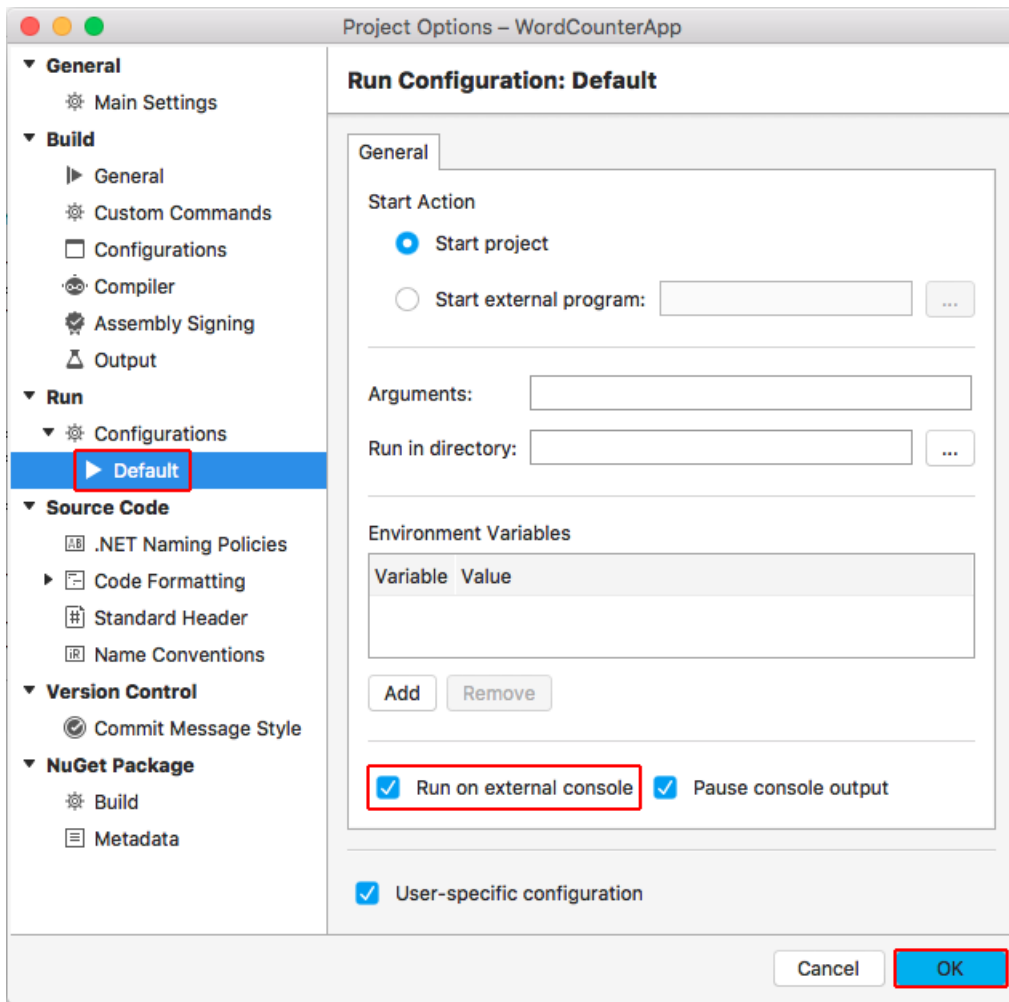 Project Options – WordCounterApp
General
Main Settings
Build
General
Custom Commands
Configurations
Compiler
Assembly Signing
Output
Run
Configurations
Default
Source Code
.NET Naming Policies
Code Formatting
Standard Header
Name Conventions
Version Control
Commit Message Style
NuGet Package
Build
Metadata
Run Configuration: Default
General
Start Action
Start project
Start external program:
...
Arguments:
Run in directory:
...
Environment Variables
Variable Value
Add Remove
Run on external console Pause console output
User-specific configuration
Cancel OK